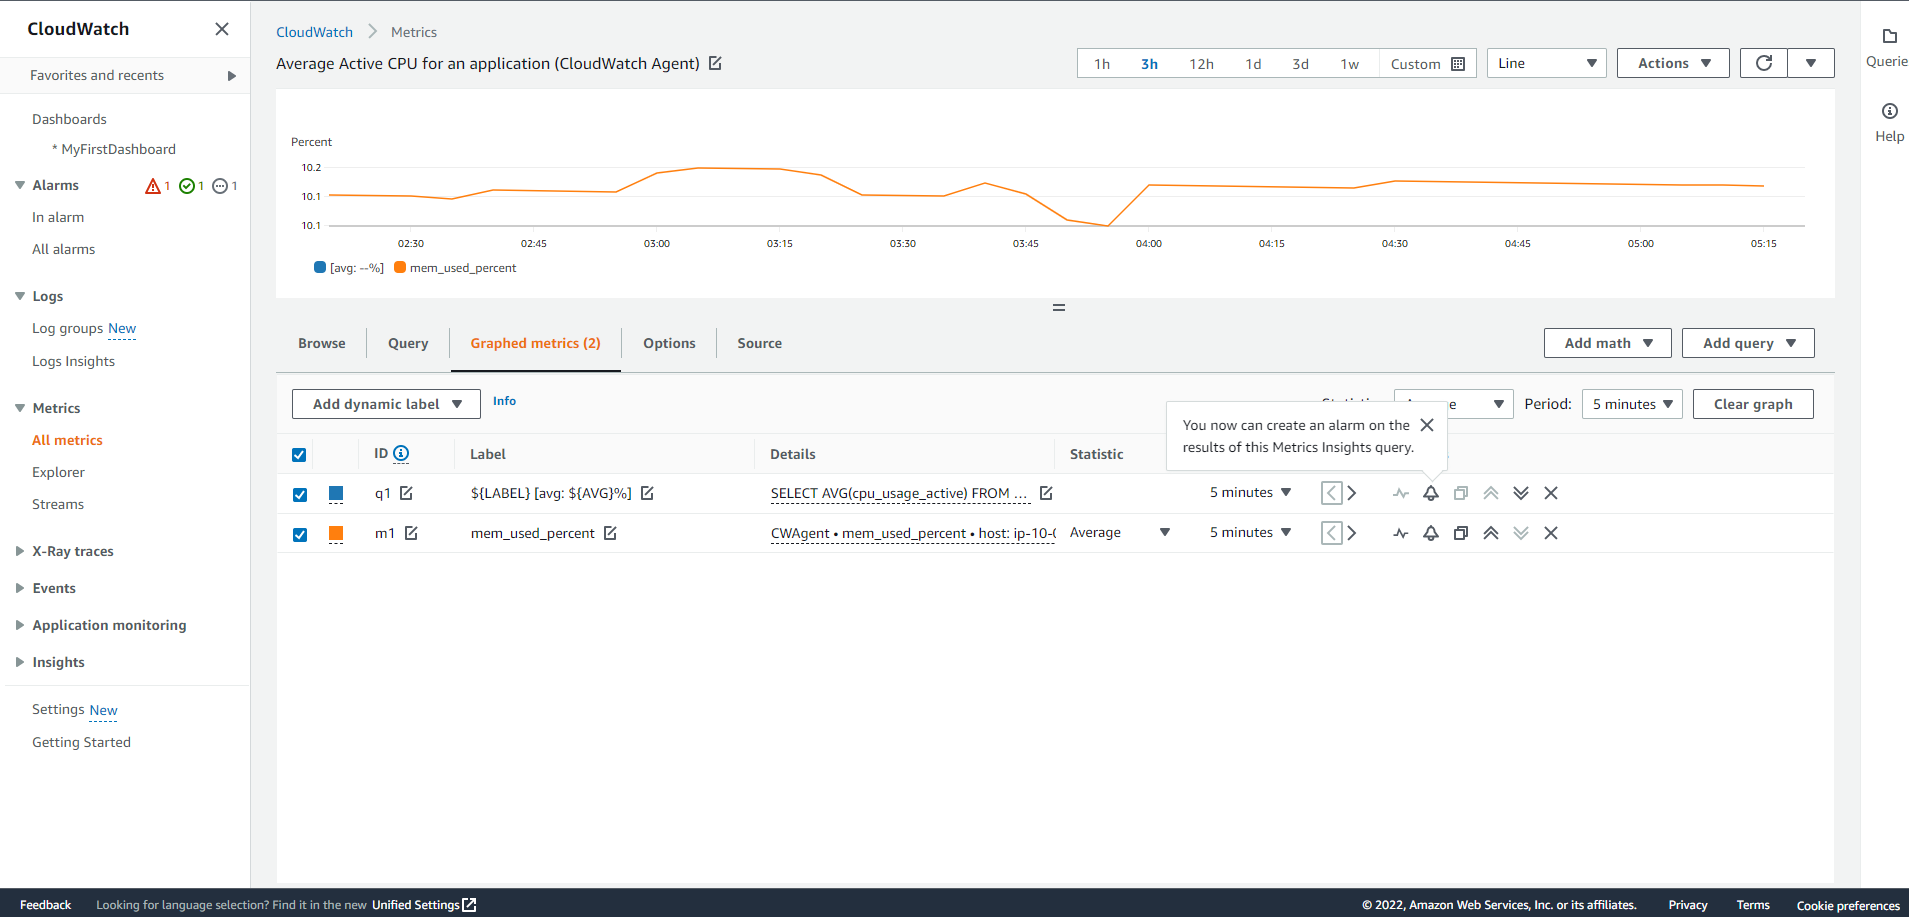 CloudWatch
Favorites and recents
Dashboards
* MyFirstDashboard
Alarms 1 1 1
In alarm
All alarms
Logs
Log groups New
Logs Insights
Metrics
All metrics
Explorer
Streams
X-Ray traces
Events
Application monitoring
Insights
Settings New
Getting Started
CloudWatch Metrics
Average Active CPU for an application (CloudWatch Agent)
1h 3h 12h 1d 3d 1w Custom Line Actions
Percent
10.2
10.1
10.1
02:30 02:45 03:00 03:15 03:30 03:45 04:00 04:15 04:30 04:45 05:00 05:15
[avg: --%] mem_used_percent
Browse Query Graphed metrics (2) Options Source Add math Add query
Add dynamic label Info Period: 5 minutes Clear graph
You now can create an alarm on the
results of this Metrics Insights query.
ID Label Details Statistic
q1 ${LABEL} [avg: ${AVG}%] SELECT AVG(cpu_usage_active) FROM ... 5 minutes
m1 mem_used_percent CWAgent • mem_used_percent • host: ip-10-0 Average 5 minutes
Querie
Help
Feedback Looking for language selection? Find it in the new Unified Settings © 2022, Amazon Web Services, Inc. or its affiliates. Privacy Terms Cookie preferences